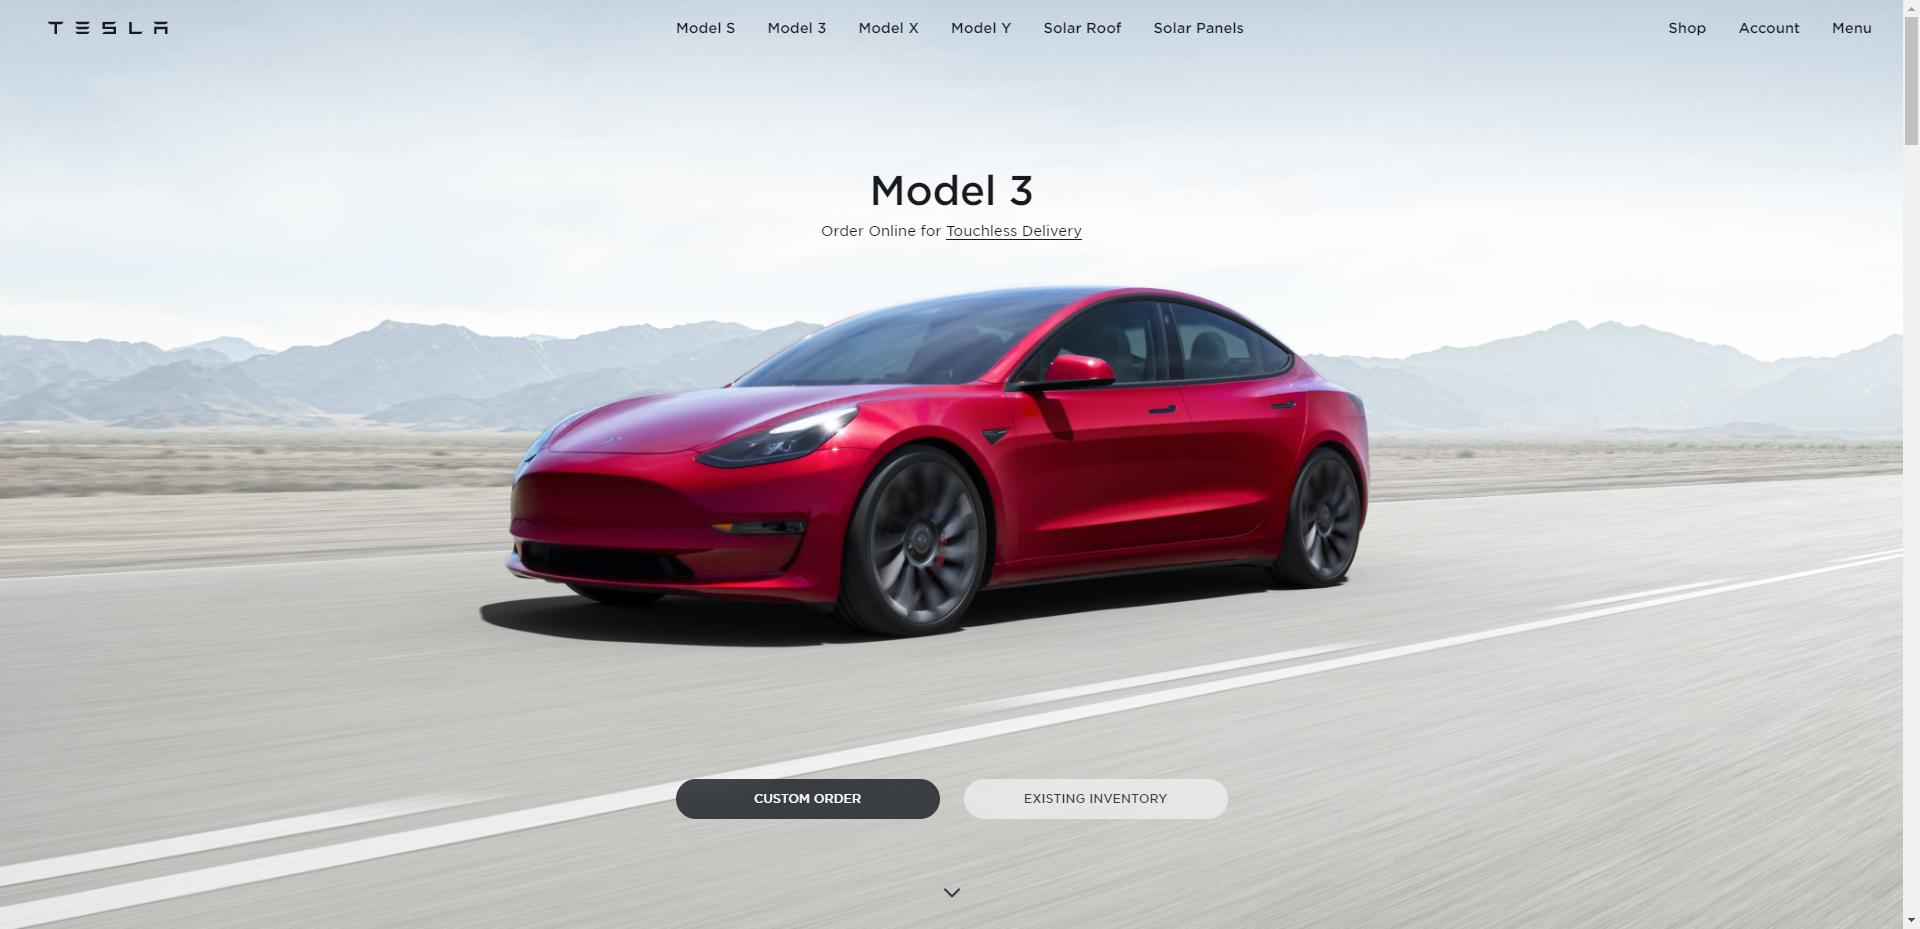 TESLA
Model S Model 3 Model X Model Y Solar Roof Solar Panels
Shop Account Menu
Model 3
Order Online for Touchless Delivery
CUSTOM ORDER
EXISTING INVENTORY